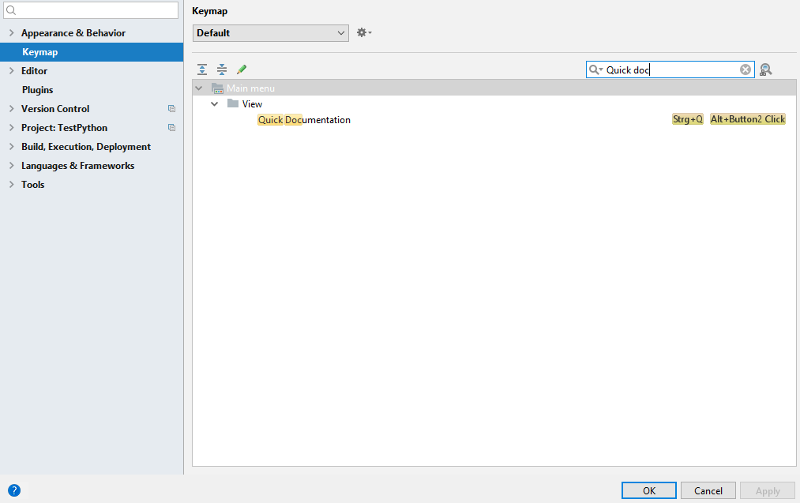 Appearance & Behavior
Keymap
Editor
Plugins
Version Control
Project: TestPython
Build, Execution, Deployment
Languages & Frameworks
Tools
Keymap
Default
Quick doc
Main menu
View
Quick Documentation Strg+Q Alt+Button2 Click
? OK Cancel Apply